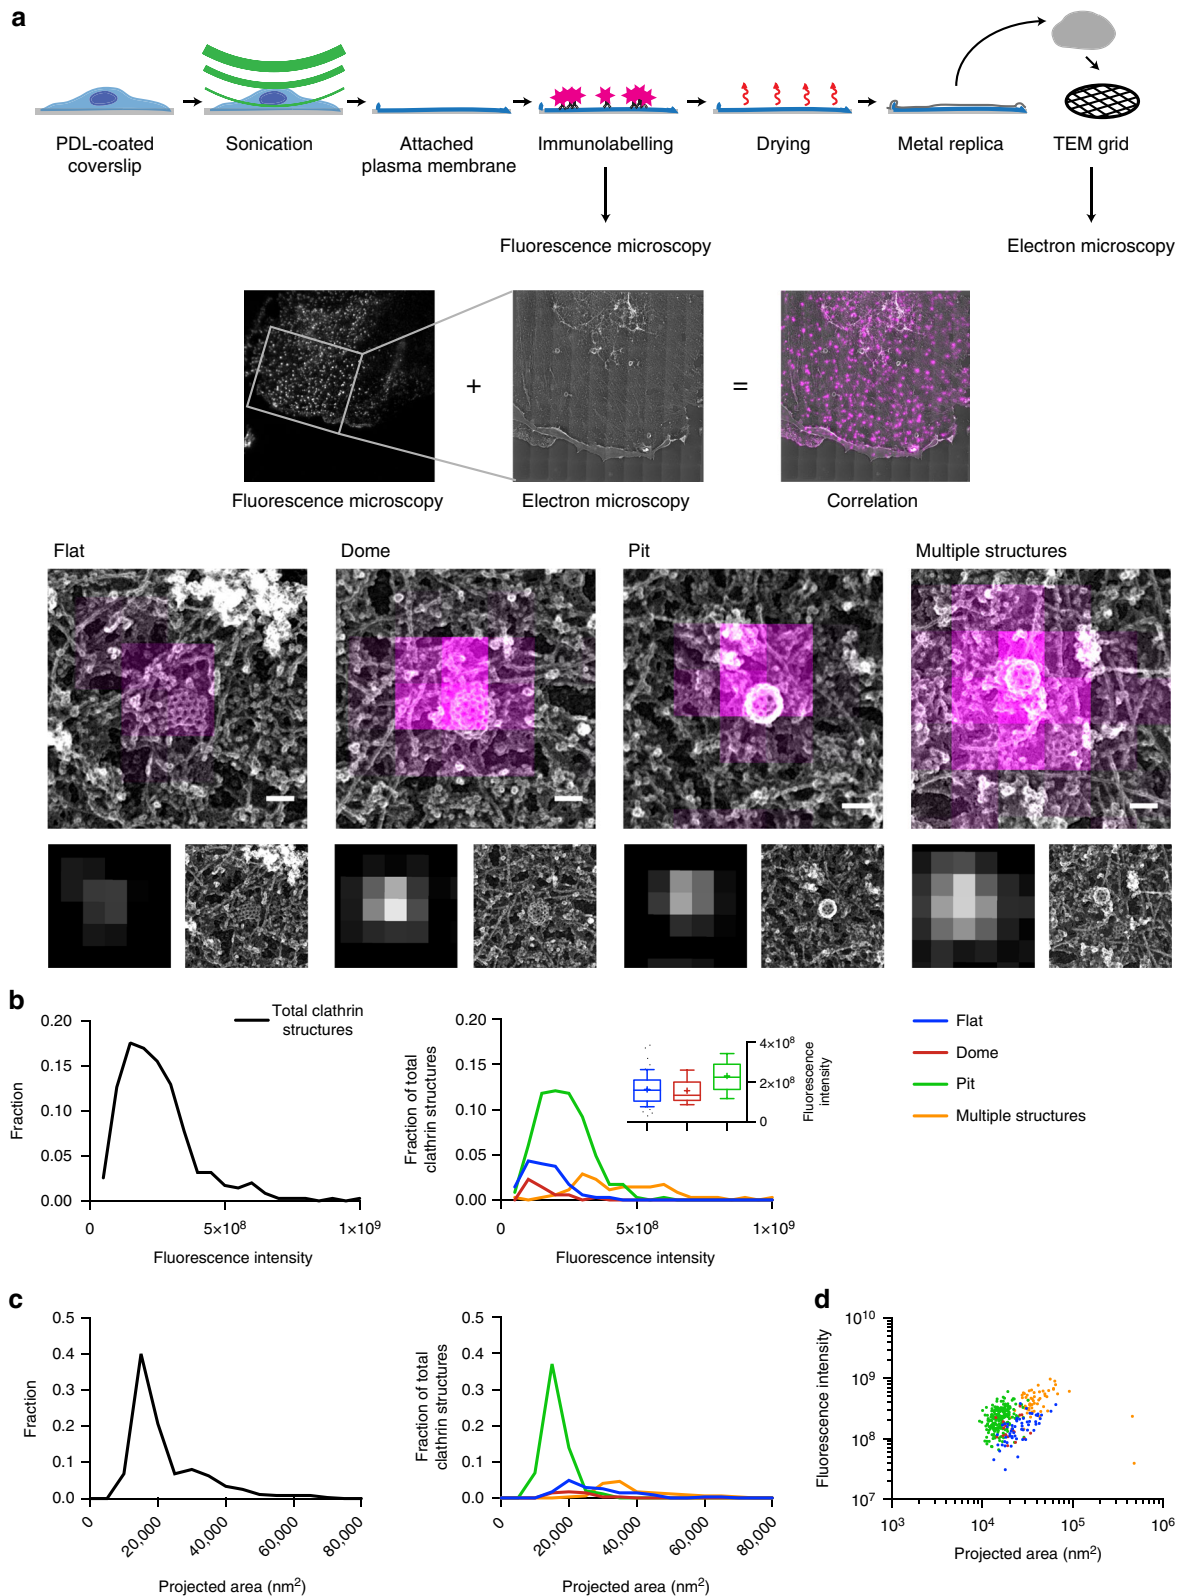 a
PDL-coated
coverslip
Sonication
Attached
plasma membrane
Immunolabelling
Drying
Metal replica
TEM grid
Fluorescence microscopy
Electron microscopy
+
=
Fluorescence microscopy
Electron microscopy
Correlation
Flat
Dome
Pit
Multiple structures
b
Total clathrin
structures
0.20
0.15
0.10
0.05
0.00
Fraction
0
5×10⁸
1×10⁹
Fluorescence intensity
0.20
0.15
0.10
0.05
0.00
Fraction of total
clathrin structures
4×10⁸
2×10⁸
0
Fluorescence
intensity
0
5×10⁸
1×10⁹
Fluorescence intensity
Flat
Dome
Pit
Multiple structures
c
0.5
0.4
0.3
0.2
0.1
0.0
Fraction
0
20,000
40,000
60,000
80,000
Projected area (nm²)
0.5
0.4
0.3
0.2
0.1
0.0
Fraction of total
clathrin structures
0
20,000
40,000
60,000
80,000
Projected area (nm²)
d
10¹⁰
10⁹
10⁸
10⁷
Fluorescence intensity
10³
10⁴
10⁵
10⁶
Projected area (nm²)